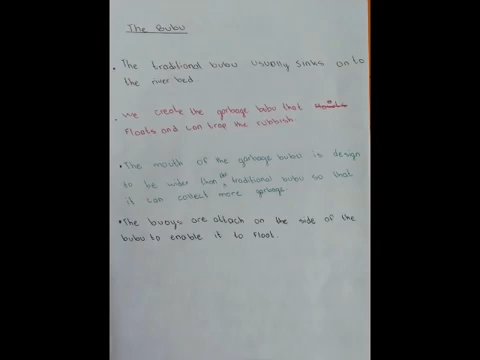 The Bubu
• The traditional bubu usually sinks on to
the river bed.
• We create the garbage bubu that
floats and can trap the rubbish.
• The mouth of the garbage bubu is design
to be wider than the traditional bubu so that
it can collect more garbage.
• The buoys are attach on the side of the
bubu to enable it to float.